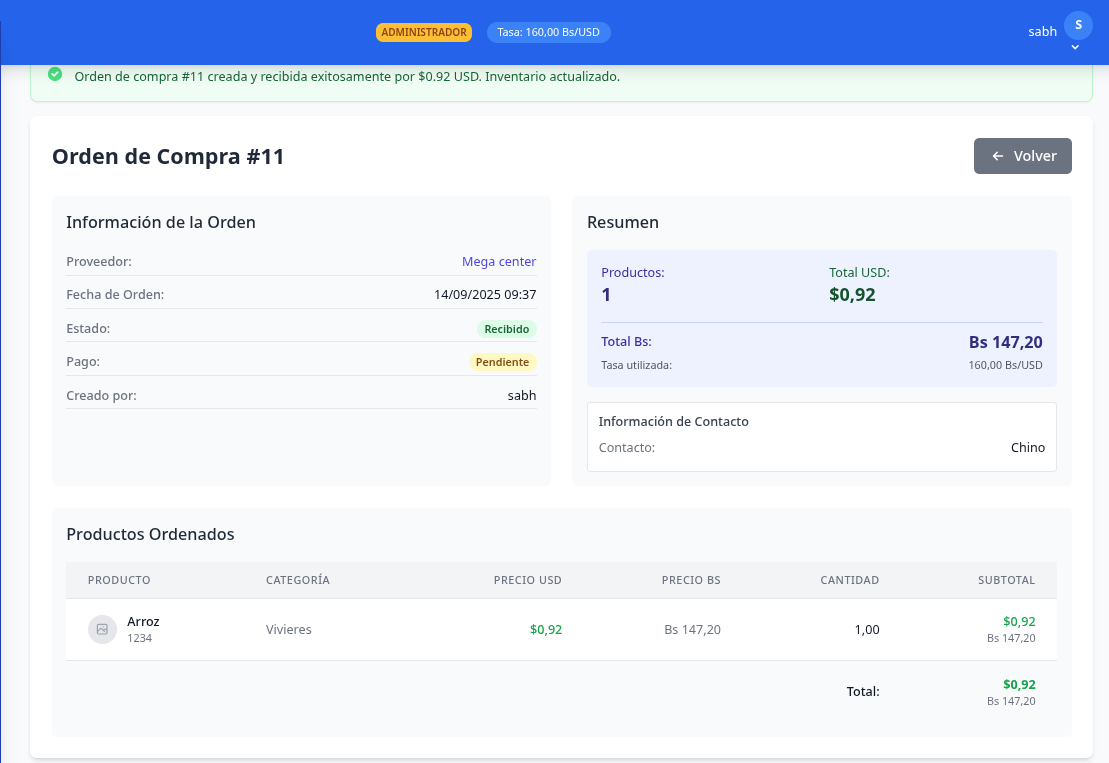 ADMINISTRADOR
Tasa: 160,00 Bs/USD
sabh
S
Orden de compra #11 creada y recibida exitosamente por $0.92 USD. Inventario actualizado.
Orden de Compra #11
← Volver
Información de la Orden
Proveedor: Mega center
Fecha de Orden: 14/09/2025 09:37
Estado: Recibido
Pago: Pendiente
Creado por: sabh
Resumen
Productos: Total USD:
1 $0,92
Total Bs: Bs 147,20
Tasa utilizada: 160,00 Bs/USD
Información de Contacto
Contacto: Chino
Productos Ordenados
PRODUCTO CATEGORÍA PRECIO USD PRECIO BS CANTIDAD SUBTOTAL
Arroz
1234
Vivieres $0,92 Bs 147,20 1,00
$0,92
Bs 147,20
Total:
$0,92
Bs 147,20